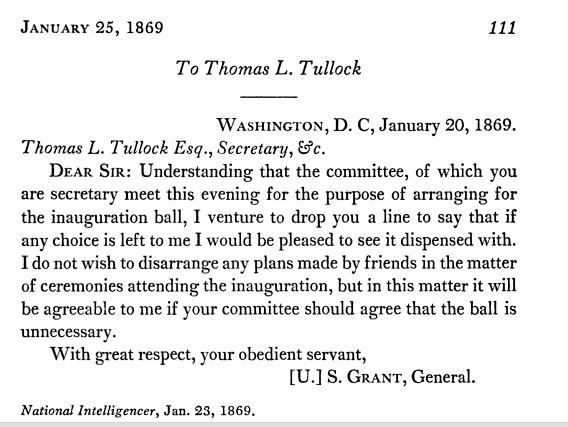 JANUARY 25, 1869 111
To Thomas L. Tullock
WASHINGTON, D. C, January 20, 1869.
Thomas L. Tullock Esq., Secretary, &c.
DEAR SIR: Understanding that the committee, of which you
are secretary meet this evening for the purpose of arranging for
the inauguration ball, I venture to drop you a line to say that if
any choice is left to me I would be pleased to see it dispensed with.
I do not wish to disarrange any plans made by friends in the matter
of ceremonies attending the inauguration, but in this matter it will
be agreeable to me if your committee should agree that the ball is
unnecessary.
With great respect, your obedient servant,
[U.] S. GRANT, General.
National Intelligencer, Jan. 23, 1869.